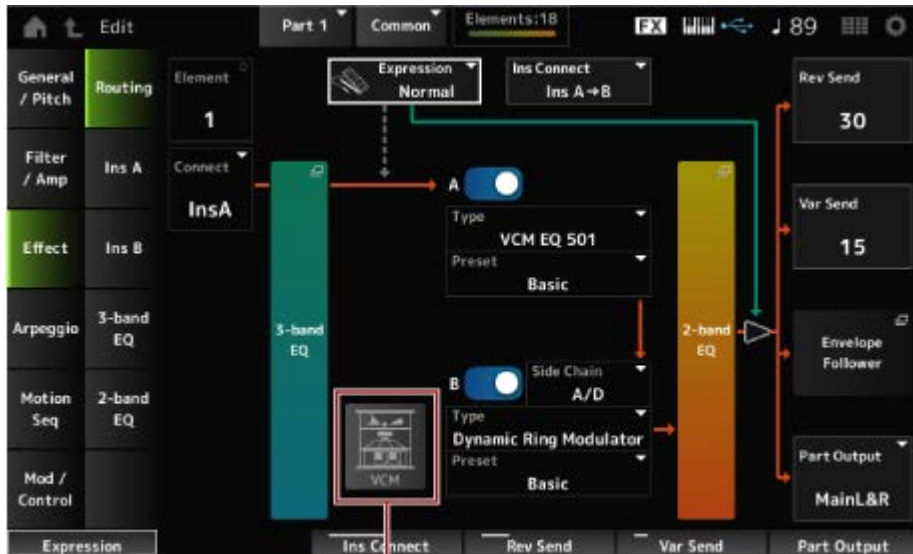 Edit
Part 1
Common
Elements:18
FX
89
General / Pitch
Filter / Amp
Effect
Arpeggio
Motion Seq
Mod / Control
Routing
Ins A
Ins B
3-band EQ
2-band EQ
Element
1
Connect
InsA
3-band EQ
Expression
Normal
Ins Connect
Ins A→B
A
Type
VCM EQ 501
Preset
Basic
B
Side Chain
A/D
Type
Dynamic Ring Modulator
Preset
Basic
VCM
2-band EQ
Rev Send
30
Var Send
15
Envelope Follower
Part Output
MainL&R
Expression
Ins Connect
Rev Send
Var Send
Part Output